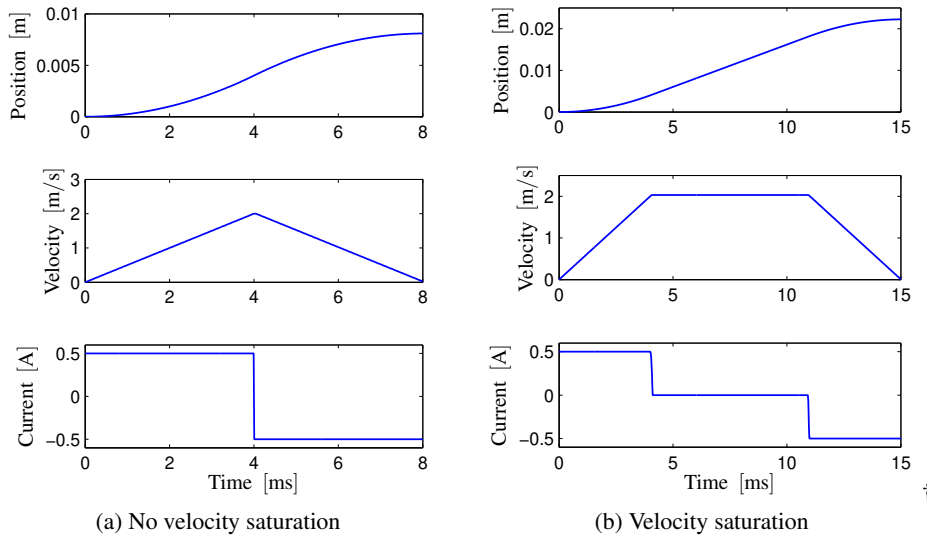 0.01
0.005
0
0 2 4 6 8
Position [m]
3
2
1
0
0 2 4 6 8
Velocity [m/s]
0.5
0
−0.5
0 2 4 6 8
Current [A]
Time [ms]
(a) No velocity saturation
0.02
0.01
0
0 5 10 15
Position [m]
2
1
0
0 5 10 15
Velocity [m/s]
0.5
0
−0.5
0 5 10 15
Current [A]
Time [ms]
(b) Velocity saturation